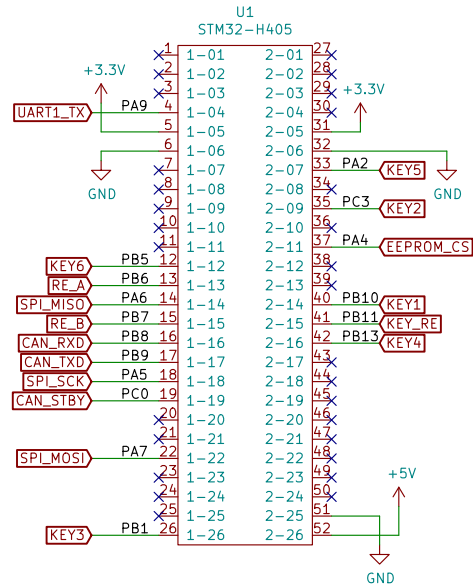 U1
STM32-H405
1 1-01 2-01 27
2 1-02 2-02 28
+3.3V 3 1-03 2-03 29 +3.3V
UART1_TX PA9 4 1-04 2-04 30
5 1-05 2-05 31
6 1-06 2-06 32
GND 7 1-07 2-07 33 PA2 KEY5 GND
8 1-08 2-08 34
9 1-09 2-09 35 PC3 KEY2
10 1-10 2-10 36
11 1-11 2-11 37 PA4 EEPROM_CS
KEY6 PB5 12 1-12 2-12 38
RE_A PB6 13 1-13 2-13 39
SPI_MISO PA6 14 1-14 2-14 40 PB10 KEY1
RE_B PB7 15 1-15 2-15 41 PB11 KEY_RE
CAN_RXD PB8 16 1-16 2-16 42 PB13 KEY4
CAN_TXD PB9 17 1-17 2-17 43
SPI_SCK PA5 18 1-18 2-18 44
CAN_STBY PC0 19 1-19 2-19 45
20 1-20 2-20 46
21 1-21 2-21 47
SPI_MOSI PA7 22 1-22 2-22 48
23 1-23 2-23 49 +5V
24 1-24 2-24 50
25 1-25 2-25 51
KEY3 PB1 26 1-26 2-26 52
GND